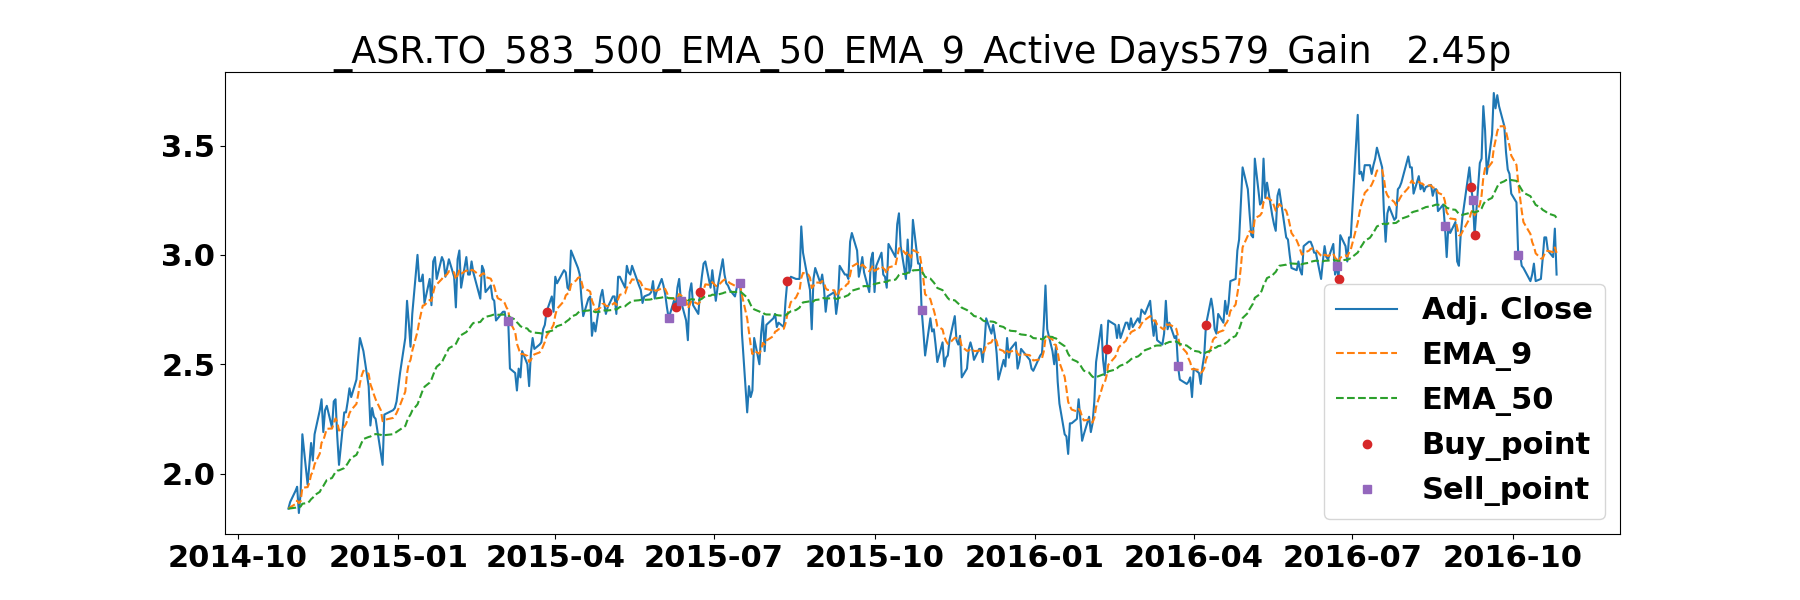 _ASR.TO_583_500_EMA_50_EMA_9_Active Days579_Gain   2.45p
3.5
3.0
2.5
2.0
Adj. Close
EMA_9
EMA_50
Buy_point
Sell_point
2014-10 2015-01 2015-04 2015-07 2015-10 2016-01 2016-04 2016-07 2016-10